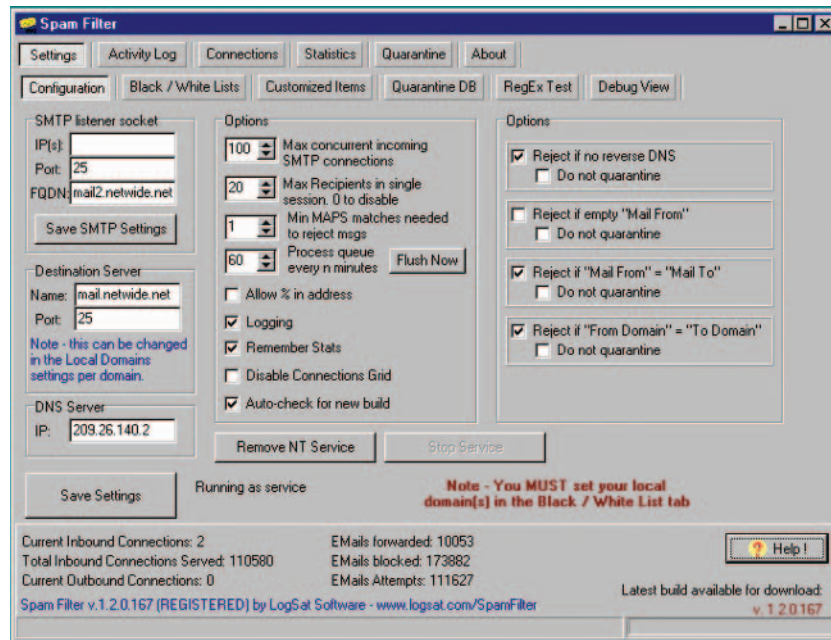 Spam Filter
Settings Activity Log Connections Statistics Quarantine About
Configuration Black / White Lists Customized Items Quarantine DB RegEx Test Debug View
SMTP listener socket
IP(s):
Port: 25
FQDN: mail2.netwide.net
Save SMTP Settings
Destination Server
Name: mail.netwide.net
Port: 25
Note - this can be changed
in the Local Domains
settings per domain.
DNS Server
IP: 209.26.140.2
Options
100 Max concurrent incoming
SMTP connections
20 Max Recipients in single
session. 0 to disable
1 Min MAPS matches needed
to reject msgs
60 Process queue
every n minutes
Flush Now
Allow % in address
Logging
Remember Stats
Disable Connections Grid
Auto-check for new build
Options
Reject if no reverse DNS
Do not quarantine
Reject if empty "Mail From"
Do not quarantine
Reject if "Mail From" = "Mail To"
Do not quarantine
Reject if "From Domain" = "To Domain"
Do not quarantine
Remove NT Service Stop Service
Save Settings
Running as service
Note - You MUST set your local
domain(s) in the Black / White List tab
Current Inbound Connections: 2
Total Inbound Connections Served: 110580
Current Outbound Connections: 0
EMails forwarded: 10053
EMails blocked: 173882
EMails Attempts: 111627
Help !
Spam Filter v.1.2.0.167 (REGISTERED) by LogSat Software - www.logsat.com/SpamFilter
Latest build available for download:
v. 1.2.0.167